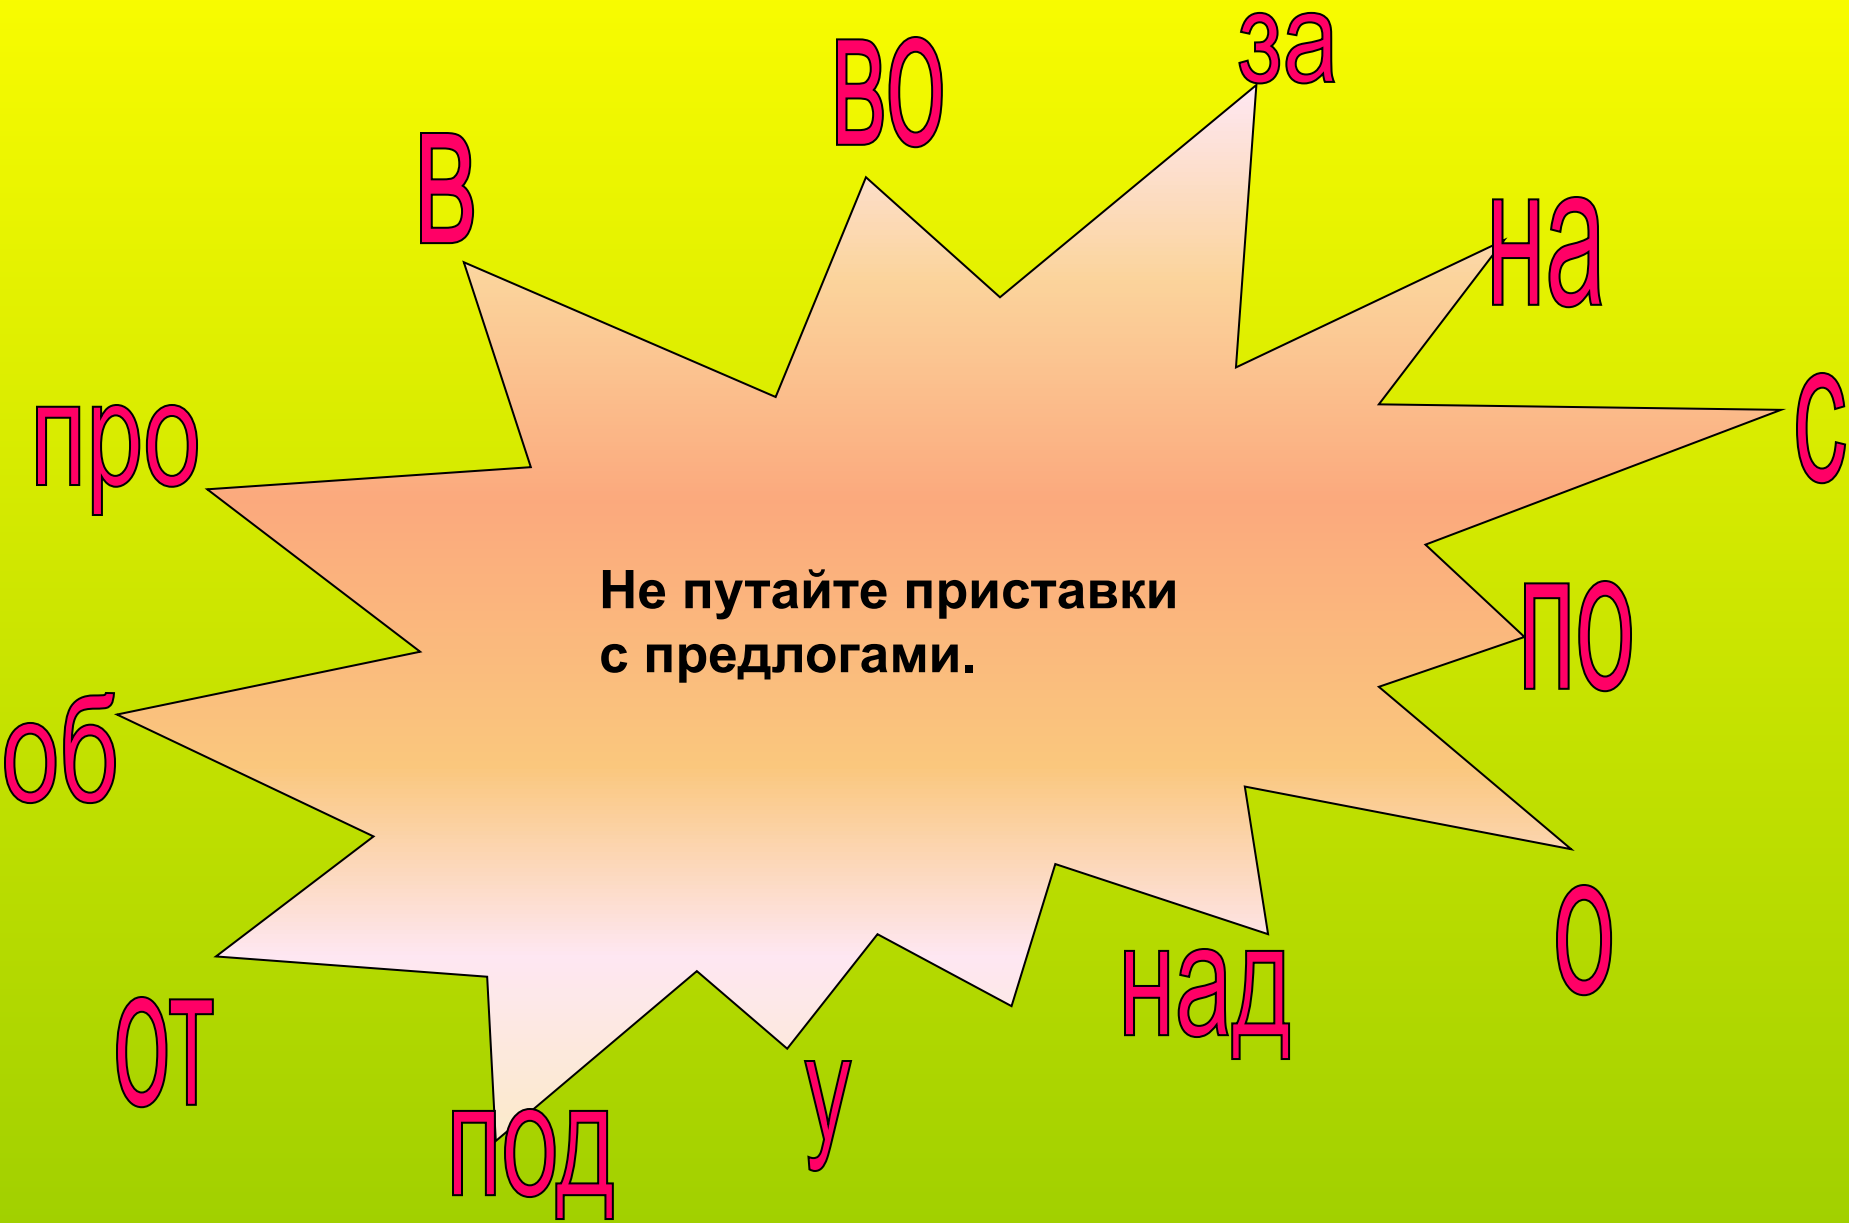 за
во
в
на
про
с
Не путайте приставки
с предлогами.
по
об
о
над
от
у
под